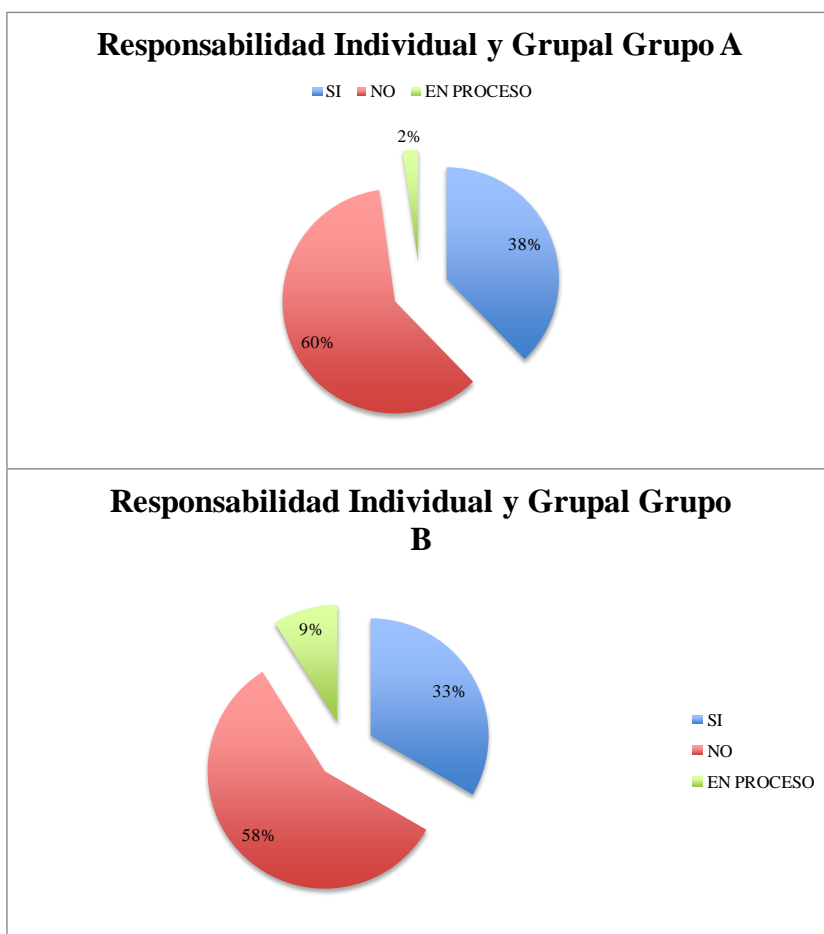 Responsabilidad Individual y Grupal Grupo A
SI NO EN PROCESO
2%
38%
60%
Responsabilidad Individual y Grupal Grupo
B
9%
33%
SI
NO
EN PROCESO
58%